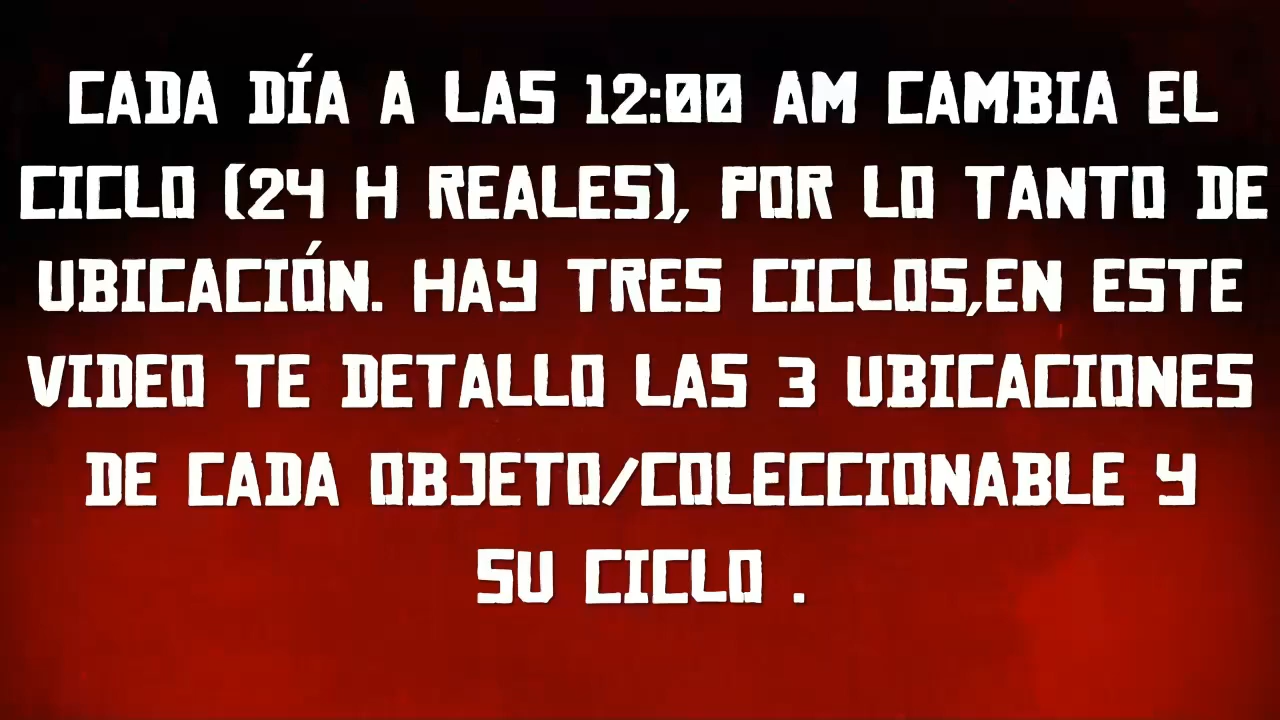 CADA DÍA A LAS 12:00 AM CAMBIA EL
CICLO (24 H REALES), POR LO TANTO DE
UBICACIÓN. HAY TRES CICLOS,EN ESTE
VIDEO TE DETALLO LAS 3 UBICACIONES
DE CADA OBJETO/COLECCIONABLE Y
SU CICLO .